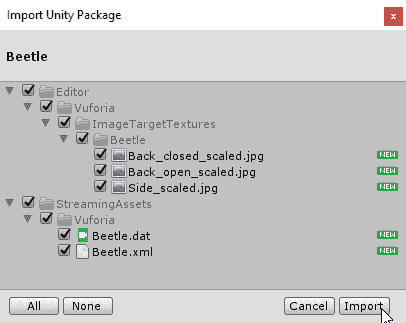 Import Unity Package
x
Beetle
Editor
Vuforia
ImageTargetTextures
Beetle
Back_closed_scaled.jpg NEW
Back_open_scaled.jpg NEW
Side_scaled.jpg NEW
StreamingAssets
Vuforia
Beetle.dat NEW
Beetle.xml NEW
All None Cancel Import